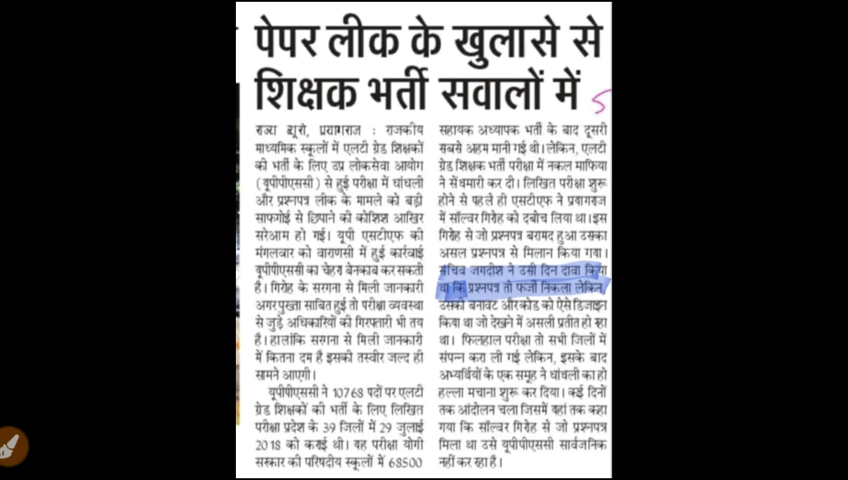 पेपर लीक के खुलासे से
शिक्षक भर्ती सवालों में
राज्य ब्यूरो, प्रयागराज : राजकीय
माध्यमिक स्कूलों में एलटी ग्रेड शिक्षकों
की भर्ती के लिए उप्र लोकसेवा आयोग
(यूपीपीएससी) से हुई परीक्षा में धांधली
और प्रश्नपत्र लीक के मामले को बड़ी
साफगोई से छिपाने की कोशिश आखिर
सरेआम हो गई। यूपी एसटीएफ की
मंगलवार को वाराणसी में हुई कार्रवाई
यूपीपीएससी का चेहरा बेनकाब कर सकती
है। गिरोह के सरगना से मिली जानकारी
अगर पुख्ता साबित हुई तो परीक्षा व्यवस्था
से जुड़े अधिकारियों की गिरफ्तारी भी तय
है। हालांकि सरगना से मिली जानकारी
में कितना दम है इसकी तस्वीर जल्द ही
सामने आएगी।
यूपीपीएससी ने 10768 पदों पर एलटी
ग्रेड शिक्षकों की भर्ती के लिए लिखित
परीक्षा प्रदेश के 39 जिलों में 29 जुलाई
2018 को कराई थी। यह परीक्षा योगी
सरकार की परिषदीय स्कूलों में 68500
सहायक अध्यापक भर्ती के बाद दूसरी
सबसे अहम मानी गई थी। लेकिन, एलटी
ग्रेड शिक्षक भर्ती परीक्षा में नकल माफिया
ने सेंधमारी कर दी। लिखित परीक्षा शुरू
होने से पहले ही एसटीएफ ने प्रयागराज
में सॉल्वर गिरोह को दबोच लिया था। इस
गिरोह से जो प्रश्नपत्र बरामद हुआ उसका
असल प्रश्नपत्र से मिलान किया गया।
सचिव जगदीश ने उसी दिन दावा किया
था कि प्रश्नपत्र तो फर्जी निकला लेकिन,
उसकी बनावट और कोड को ऐसे डिजाइन
किया था जो देखने में असली प्रतीत हो रहा
था। फिलहाल परीक्षा तो सभी जिलों में
संपन्न करा ली गई लेकिन, इसके बाद
अभ्यर्थियों के एक समूह ने धांधली का हो
हल्ला मचाना शुरू कर दिया। कई दिनों
तक आंदोलन चला जिसमें यहां तक कहा
गया कि सॉल्वर गिरोह से जो प्रश्नपत्र
मिला था उसे यूपीपीएससी सार्वजनिक
नहीं कर रहा है।